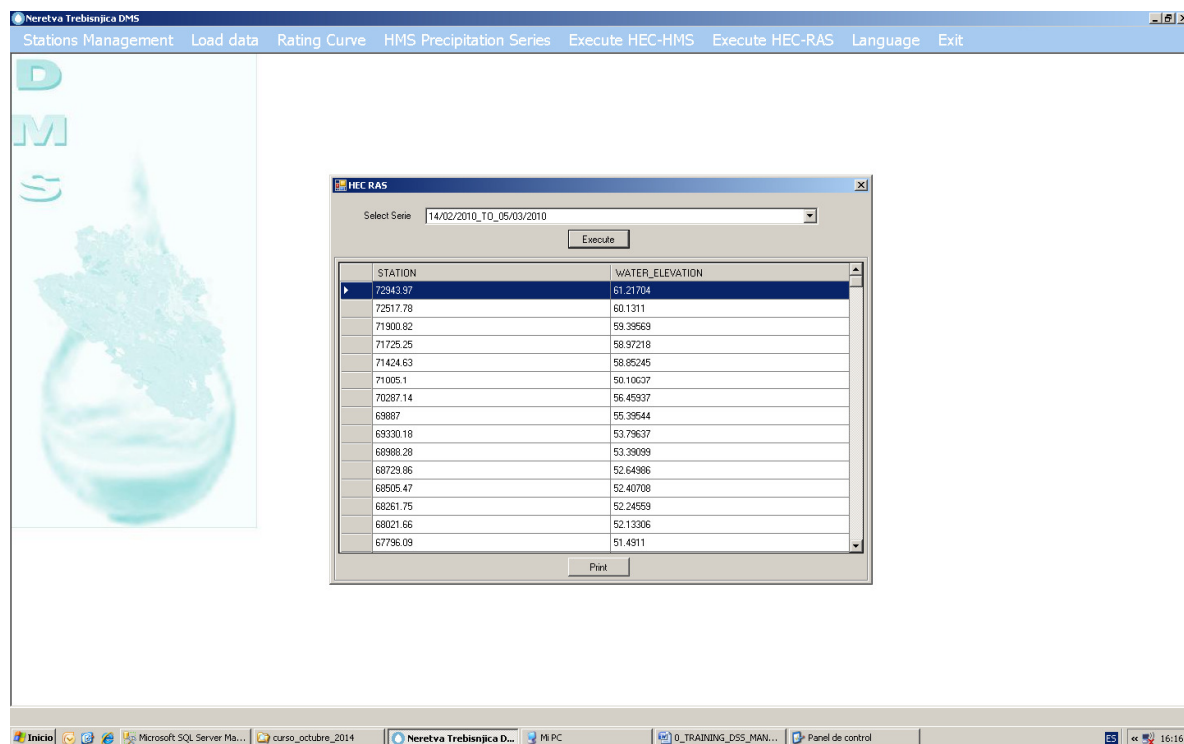 Neretva Trebisnjica DMS
Stations Management Load data Rating Curve HMS Precipitation Series Execute HEC-HMS Execute HEC-RAS Language Exit
D
M
S
HEC RAS
Select Serie 14/02/2010_TO_05/03/2010
Execute
STATION WATER_ELEVATION
72943.97 61.21704
72517.78 60.1311
71900.82 59.39569
71725.25 58.97218
71424.63 58.85245
71005.1
70287.14 56.45937
69887 55.39544
69330.18 53.79637
68988.28 53.39099
68729.86 52.64986
68505.47 52.40708
68261.75 52.24559
68021.66 52.13306
67796.09 51.4911
Print
Inicio Microsoft SQL Server Ma... curso_octubre_2014 Neretva Trebisnjica D... Mi PC 0_TRAINING_DSS_MAN... Panel de control ES « 16:16